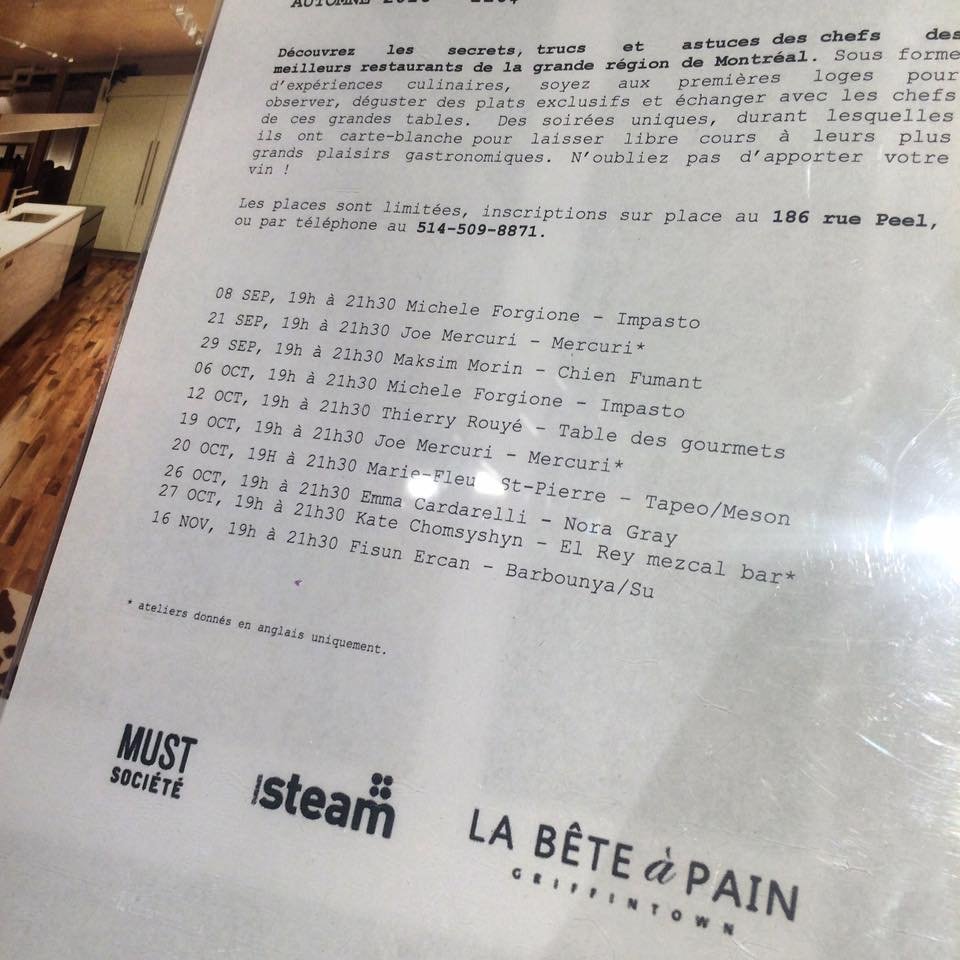 Découvrez les secrets, trucs et astuces des chefs des
meilleurs restaurants de la grande région de Montréal. Sous forme
d'expériences culinaires, soyez aux premières loges pour
observer, déguster des plats exclusifs et échanger avec les chefs
de ces grandes tables. Des soirées uniques, durant lesquelles
ils ont carte-blanche pour laisser libre cours à leurs plus
grands plaisirs gastronomiques. N'oubliez pas d'apporter votre
vin !
Les places sont limitées, inscriptions sur place au 186 rue Peel,
ou par téléphone au 514-509-8871.
08 SEP, 19h à 21h30 Michele Forgione - Impasto
21 SEP, 19h à 21h30 Joe Mercuri - Mercuri*
29 SEP, 19h à 21h30 Maksim Morin - Chien Fumant
06 OCT, 19h à 21h30 Michele Forgione - Impasto
12 OCT, 19h à 21h30 Thierry Rouyé - Table des gourmets
19 OCT, 19h à 21h30 Joe Mercuri - Mercuri*
20 OCT, 19H à 21h30 Marie-Fleur St-Pierre - Tapeo/Meson
26 OCT, 19h à 21h30 Emma Cardarelli - Nora Gray
27 OCT, 19h à 21h30 Kate Chomsyshyn - El Rey mezcal bar*
16 NOV, 19h à 21h30 Fisun Ercan - Barbounya/Su
* ateliers donnés en anglais uniquement.
MUST
SOCIÉTÉ
steam
LA BÊTE à PAIN
GRIFFINTOWN